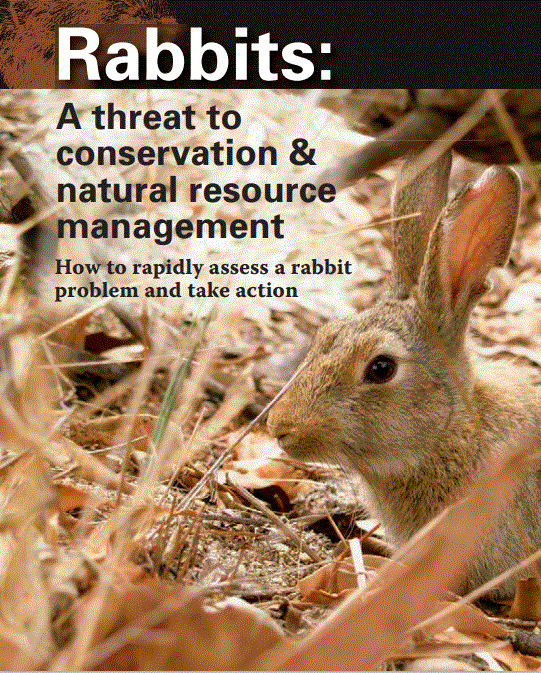 Rabbits:
A threat to
conservation &
natural resource
management
How to rapidly assess a rabbit
problem and take action